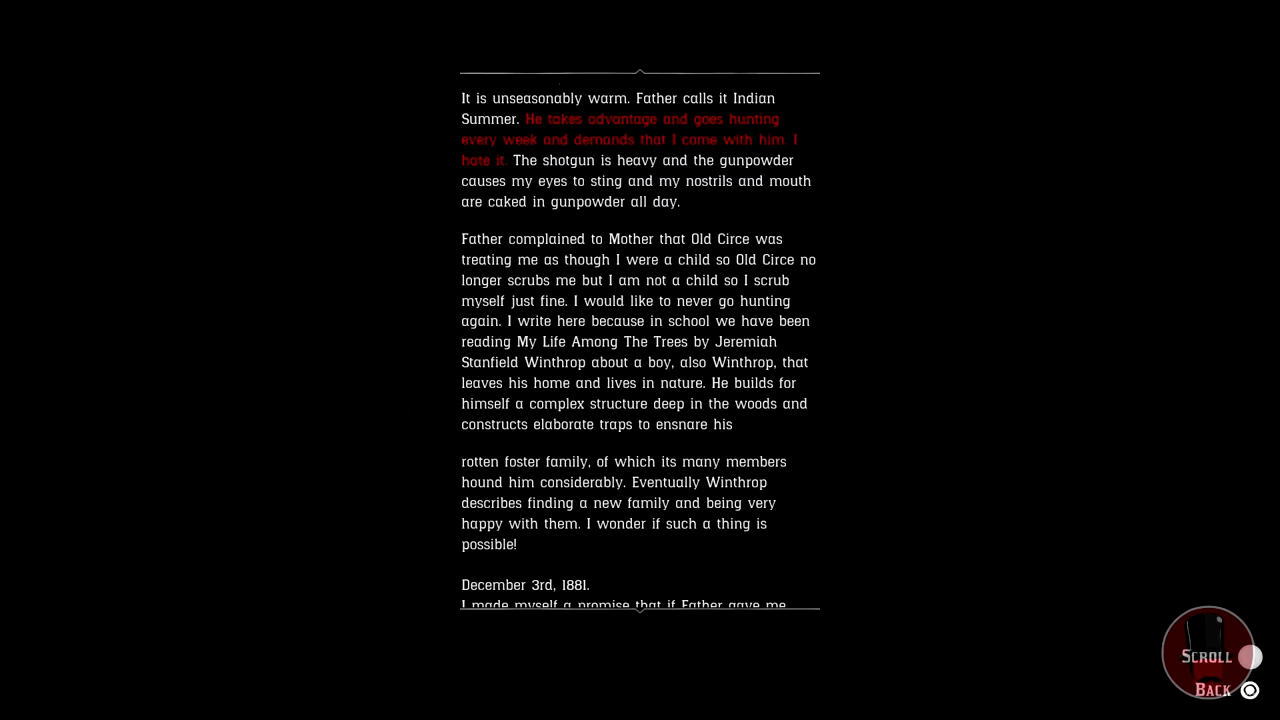 It is unseasonably warm. Father calls it Indian
Summer. He takes advantage and goes hunting
every week and demands that I come with him. I
hate it. The shotgun is heavy and the gunpowder
causes my eyes to sting and my nostrils and mouth
are caked in gunpowder all day.
Father complained to Mother that Old Circe was
treating me as though I were a child so Old Circe no
longer scrubs me but I am not a child so I scrub
myself just fine. I would like to never go hunting
again. I write here because in school we have been
reading My Life Among The Trees by Jeremiah
Stanfield Winthrop about a boy, also Winthrop, that
leaves his home and lives in nature. He builds for
himself a complex structure deep in the woods and
constructs elaborate traps to ensnare his
rotten foster family, of which its many members
hound him considerably. Eventually Winthrop
describes finding a new family and being very
happy with them. I wonder if such a thing is
possible!
December 3rd, 1881.
I made myself a promise that if Father gave me
SCROLL
BACK